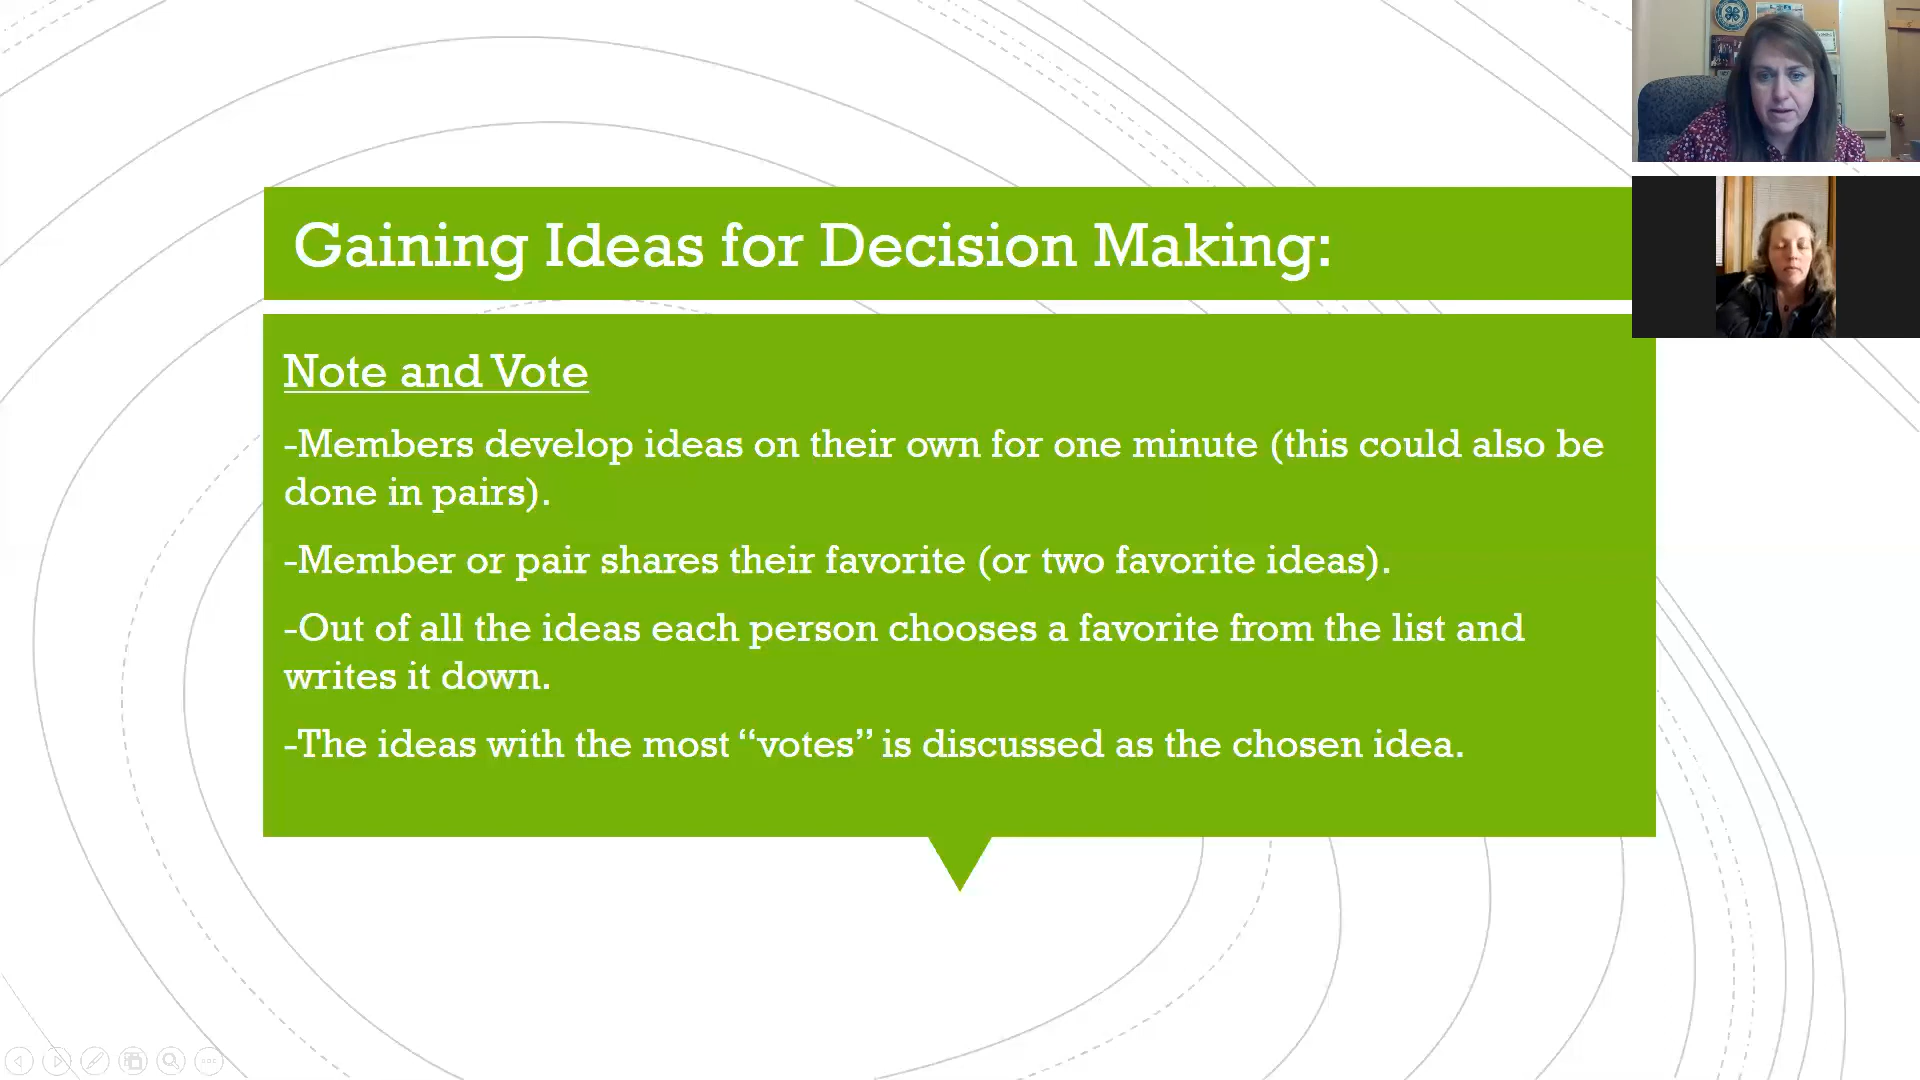 Gaining Ideas for Decision Making:
Note and Vote
-Members develop ideas on their own for one minute (this could also be
done in pairs).
-Member or pair shares their favorite (or two favorite ideas).
-Out of all the ideas each person chooses a favorite from the list and
writes it down.
-The ideas with the most “votes” is discussed as the chosen idea.